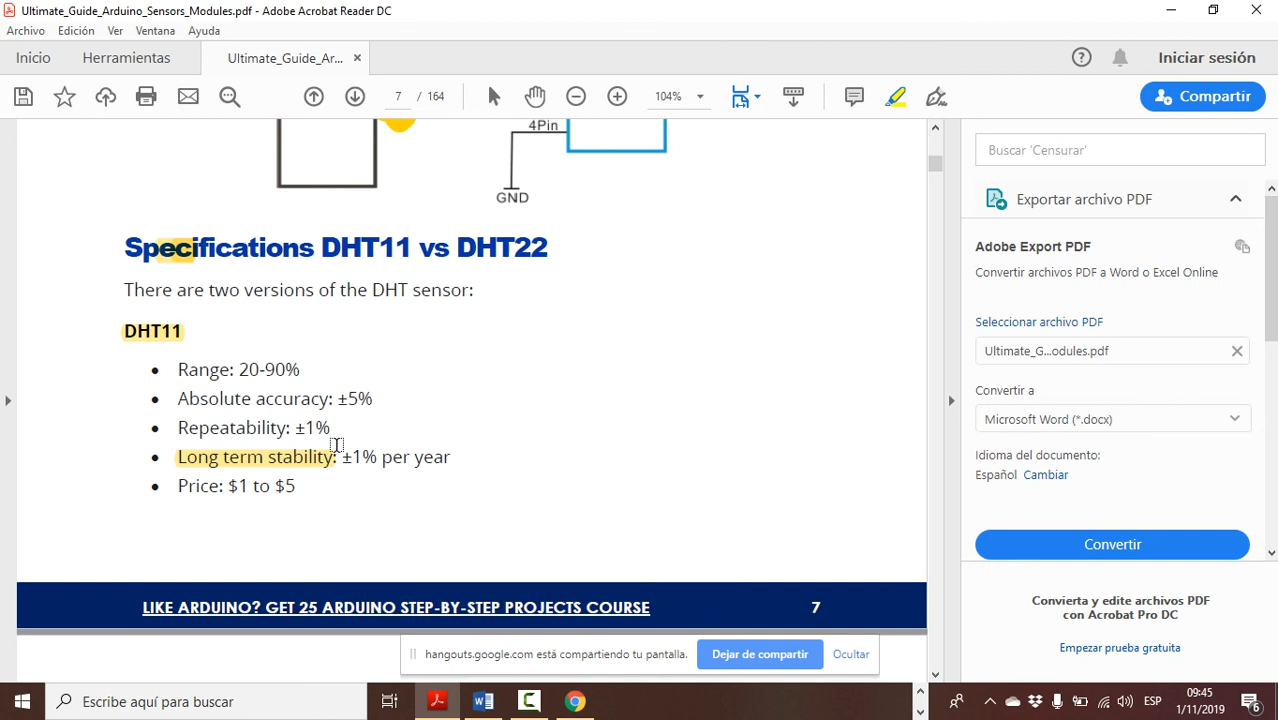 Ultimate_Guide_Arduino_Sensors_Modules.pdf - Adobe Acrobat Reader DC
Archivo Edición Ver Ventana Ayuda
Inicio Herramientas Ultimate_Guide_Ar... × Iniciar sesión
7 / 164 104% Compartir
4Pin
GND
Specifications DHT11 vs DHT22
There are two versions of the DHT sensor:
DHT11
• Range: 20-90%
• Absolute accuracy: ±5%
• Repeatability: ±1%
• Long term stability: ±1% per year
• Price: $1 to $5
LIKE ARDUINO? GET 25 ARDUINO STEP-BY-STEP PROJECTS COURSE 7
hangouts.google.com está compartiendo tu pantalla. Dejar de compartir Ocultar
Buscar 'Censurar'
Exportar archivo PDF
Adobe Export PDF
Convertir archivos PDF a Word o Excel Online
Seleccionar archivo PDF
Ultimate_G...odules.pdf
Convertir a
Microsoft Word (*.docx)
Idioma del documento:
Español Cambiar
Convertir
Convierta y edite archivos PDF
con Acrobat Pro DC
Empezar prueba gratuita
Escribe aquí para buscar
ESP
09:45
1/11/2019
6